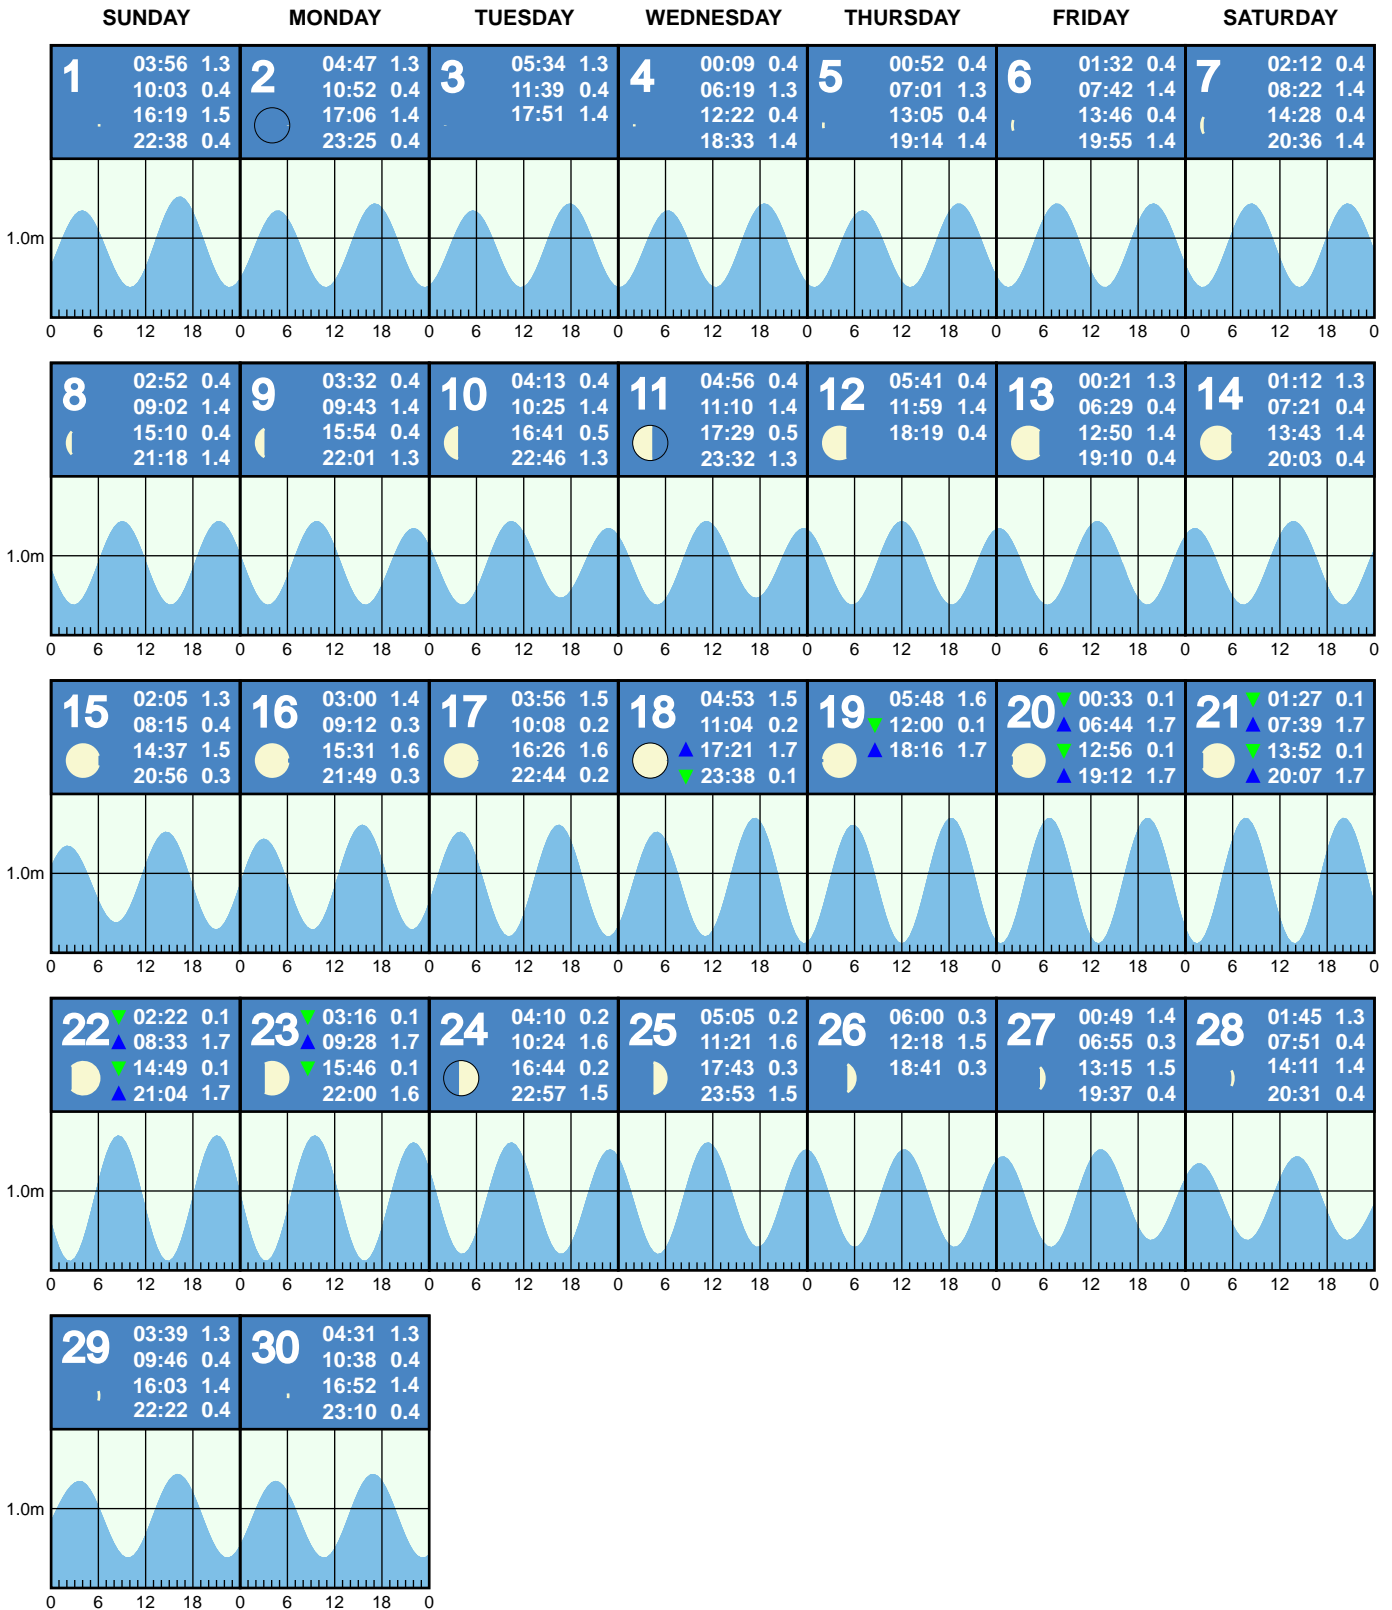 SUNDAY MONDAY TUESDAY WEDNESDAY THURSDAY FRIDAY SATURDAY
1 03:56 1.3 10:03 0.4 16:19 1.5 22:38 0.4
2 04:47 1.3 10:52 0.4 17:06 1.4 23:25 0.4
3 05:34 1.3 11:39 0.4 17:51 1.4
4 00:09 0.4 06:19 1.3 12:22 0.4 18:33 1.4
5 00:52 0.4 07:01 1.3 13:05 0.4 19:14 1.4
6 01:32 0.4 07:42 1.4 13:46 0.4 19:55 1.4
7 02:12 0.4 08:22 1.4 14:28 0.4 20:36 1.4
1.0m
0 6 12 18 0 6 12 18 0 6 12 18 0 6 12 18 0 6 12 18 0 6 12 18 0 6 12 18 0
8 02:52 0.4 09:02 1.4 15:10 0.4 21:18 1.4
9 03:32 0.4 09:43 1.4 15:54 0.4 22:01 1.3
10 04:13 0.4 10:25 1.4 16:41 0.5 22:46 1.3
11 04:56 0.4 11:10 1.4 17:29 0.5 23:32 1.3
12 05:41 0.4 11:59 1.4 18:19 0.4
13 00:21 1.3 06:29 0.4 12:50 1.4 19:10 0.4
14 01:12 1.3 07:21 0.4 13:43 1.4 20:03 0.4
1.0m
0 6 12 18 0 6 12 18 0 6 12 18 0 6 12 18 0 6 12 18 0 6 12 18 0 6 12 18 0
15 02:05 1.3 08:15 0.4 14:37 1.5 20:56 0.3
16 03:00 1.4 09:12 0.3 15:31 1.6 21:49 0.3
17 03:56 1.5 10:08 0.2 16:26 1.6 22:44 0.2
18 04:53 1.5 11:04 0.2 17:21 1.7 23:38 0.1
19 05:48 1.6 12:00 0.1 18:16 1.7
20 00:33 0.1 06:44 1.7 12:56 0.1 19:12 1.7
21 01:27 0.1 07:39 1.7 13:52 0.1 20:07 1.7
1.0m
0 6 12 18 0 6 12 18 0 6 12 18 0 6 12 18 0 6 12 18 0 6 12 18 0 6 12 18 0
22 02:22 0.1 08:33 1.7 14:49 0.1 21:04 1.7
23 03:16 0.1 09:28 1.7 15:46 0.1 22:00 1.6
24 04:10 0.2 10:24 1.6 16:44 0.2 22:57 1.5
25 05:05 0.2 11:21 1.6 17:43 0.3 23:53 1.5
26 06:00 0.3 12:18 1.5 18:41 0.3
27 00:49 1.4 06:55 0.3 13:15 1.5 19:37 0.4
28 01:45 1.3 07:51 0.4 14:11 1.4 20:31 0.4
1.0m
0 6 12 18 0 6 12 18 0 6 12 18 0 6 12 18 0 6 12 18 0 6 12 18 0 6 12 18 0
29 03:39 1.3 09:46 0.4 16:03 1.4 22:22 0.4
30 04:31 1.3 10:38 0.4 16:52 1.4 23:10 0.4
1.0m
0 6 12 18 0 6 12 18 0